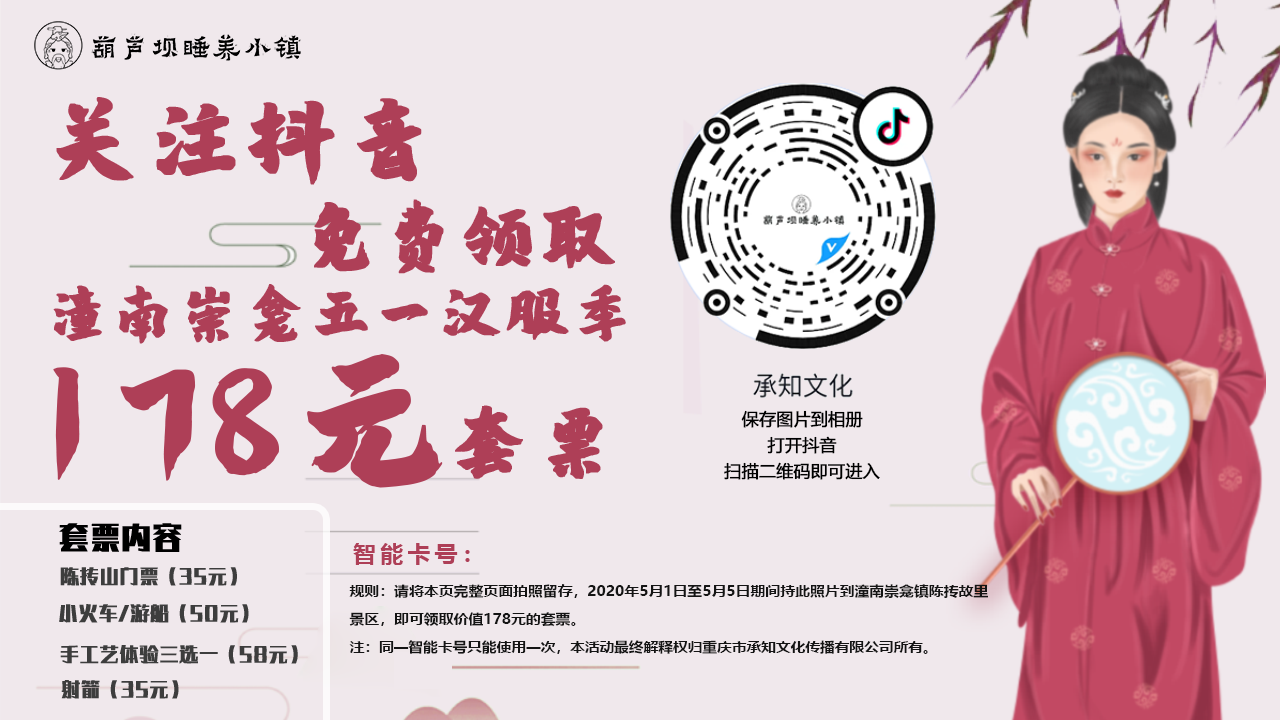 葫芦坝睡养小镇
关注抖音
免费领取
潼南崇龛五一汉服季
178元套票
葫芦坝睡养小镇
承知文化
保存图片到相册
打开抖音
扫描二维码即可进入
套票内容
陈抟山门票（35元）
小火车/游船（50元）
手工艺体验三选一（58元）
射箭（35元）
智能卡号：
规则：请将本页完整页面拍照留存，2020年5月1日至5月5日期间持此照片到潼南崇龛镇陈抟故里
景区，即可领取价值178元的套票。
注：同一智能卡号只能使用一次，本活动最终解释权归重庆市承知文化传播有限公司所有。